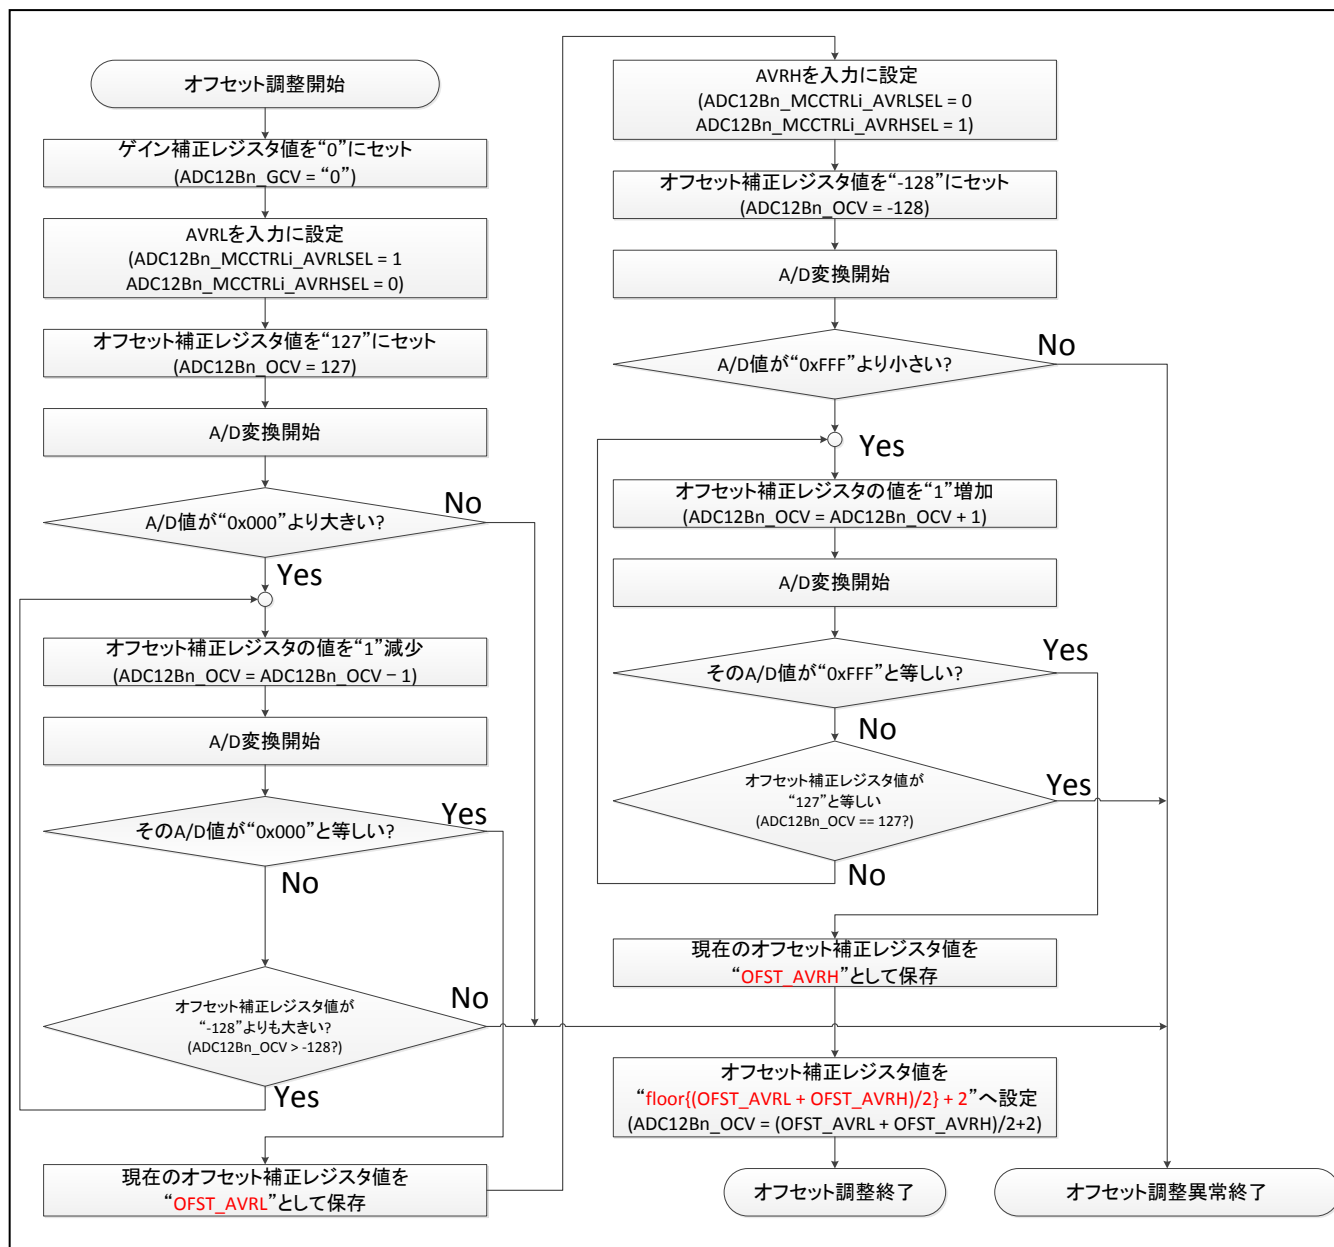 オフセット調整開始
ゲイン補正レジスタ値を“0”にセット
(ADC12Bn_GCV = “0”)
AVRLを入力に設定
(ADC12Bn_MCCTRLi_AVRLSEL = 1
ADC12Bn_MCCTRLi_AVRHSEL = 0)
オフセット補正レジスタ値を“127”にセット
(ADC12Bn_OCV = 127)
A/D変換開始
A/D値が“0x000”より大きい?
No
Yes
オフセット補正レジスタの値を“1”減少
(ADC12Bn_OCV = ADC12Bn_OCV − 1)
A/D変換開始
そのA/D値が“0x000”と等しい?
Yes
No
オフセット補正レジスタ値が
“-128”よりも大きい?
(ADC12Bn_OCV > -128?)
No
Yes
現在のオフセット補正レジスタ値を
“OFST_AVRL”として保存
AVRHを入力に設定
(ADC12Bn_MCCTRLi_AVRLSEL = 0
ADC12Bn_MCCTRLi_AVRHSEL = 1)
オフセット補正レジスタ値を“-128”にセット
(ADC12Bn_OCV = -128)
A/D変換開始
A/D値が“0xFFF”より小さい?
No
Yes
オフセット補正レジスタの値を“1”増加
(ADC12Bn_OCV = ADC12Bn_OCV + 1)
A/D変換開始
そのA/D値が“0xFFF”と等しい?
Yes
No
オフセット補正レジスタ値が
“127”と等しい
(ADC12Bn_OCV == 127?)
Yes
No
現在のオフセット補正レジスタ値を
“OFST_AVRH”として保存
オフセット補正レジスタ値を
“floor{(OFST_AVRL + OFST_AVRH)/2} + 2”へ設定
(ADC12Bn_OCV = (OFST_AVRL + OFST_AVRH)/2+2)
オフセット調整終了
オフセット調整異常終了